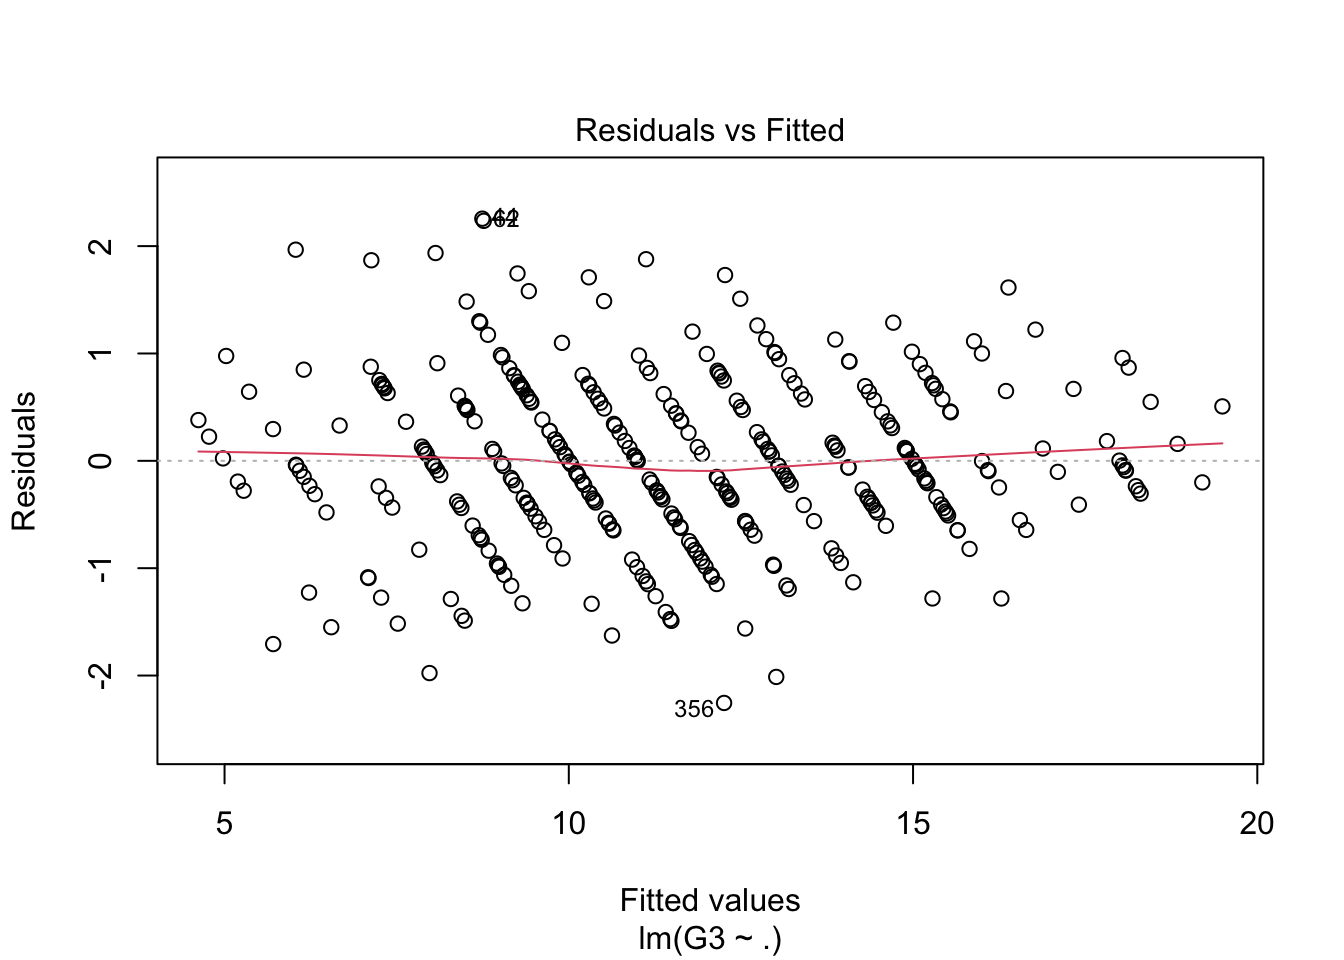 Residuals vs Fitted
Residuals
2
1
0
-1
-2
356
5
10
15
20
Fitted values
lm(G3 ~ .)